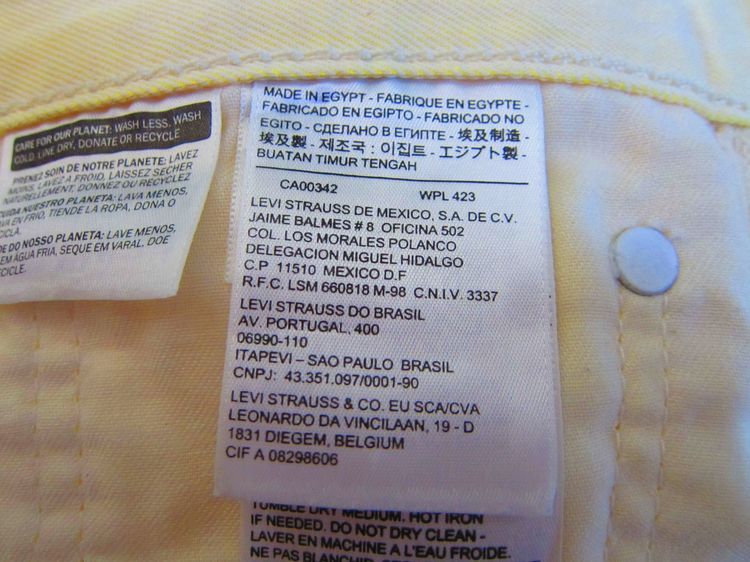 CARE FOR OUR PLANET: WASH LESS, WASH
COLD, LINE DRY, DONATE OR RECYCLE
PRENEZ SOIN DE NOTRE PLANETE: LAVEZ
MOINS, LAVEZ A FROID, LAISSEZ SECHER
NATURELLEMENT, DONNEZ OU RECYCLEZ
CUIDA NUESTRO PLANETA: LAVA MENOS,
LAVA EN FRIO, TIENDE LA ROPA, DONA O
CICLA.
DE DO NOSSO PLANETA: LAVE MENOS,
EM ÁGUA FRIA, SEQUE EM VARAL, DOE
CICLE.
MADE IN EGYPT - FABRIQUE EN EGYPTE -
FABRICADO EN EGIPTO - FABRICADO NO
EGITO - СДЕЛАНО В ЕГИПТЕ - 埃及制造 -
埃及製 - 제조국 : 이집트 - エジプト製 -
BUATAN TIMUR TENGAH
CA00342 WPL 423
LEVI STRAUSS DE MEXICO, S.A. DE C.V.
JAIME BALMES # 8 OFICINA 502
COL. LOS MORALES POLANCO
DELEGACION MIGUEL HIDALGO
C.P 11510 MEXICO D.F
R.F.C. LSM 660818 M-98 C.N.I.V. 3337
LEVI STRAUSS DO BRASIL
AV. PORTUGAL, 400
06990-110
ITAPEVI – SAO PAULO BRASIL
CNPJ: 43.351.097/0001-90
LEVI STRAUSS & CO. EU SCA/CVA
LEONARDO DA VINCILAAN, 19 - D
1831 DIEGEM, BELGIUM
CIF A 08298606
TUMBLE DRY MEDIUM. HOT IRON
IF NEEDED. DO NOT DRY CLEAN -
LAVER EN MACHINE A L'EAU FROIDE.
NE PAS BLANCHIR.